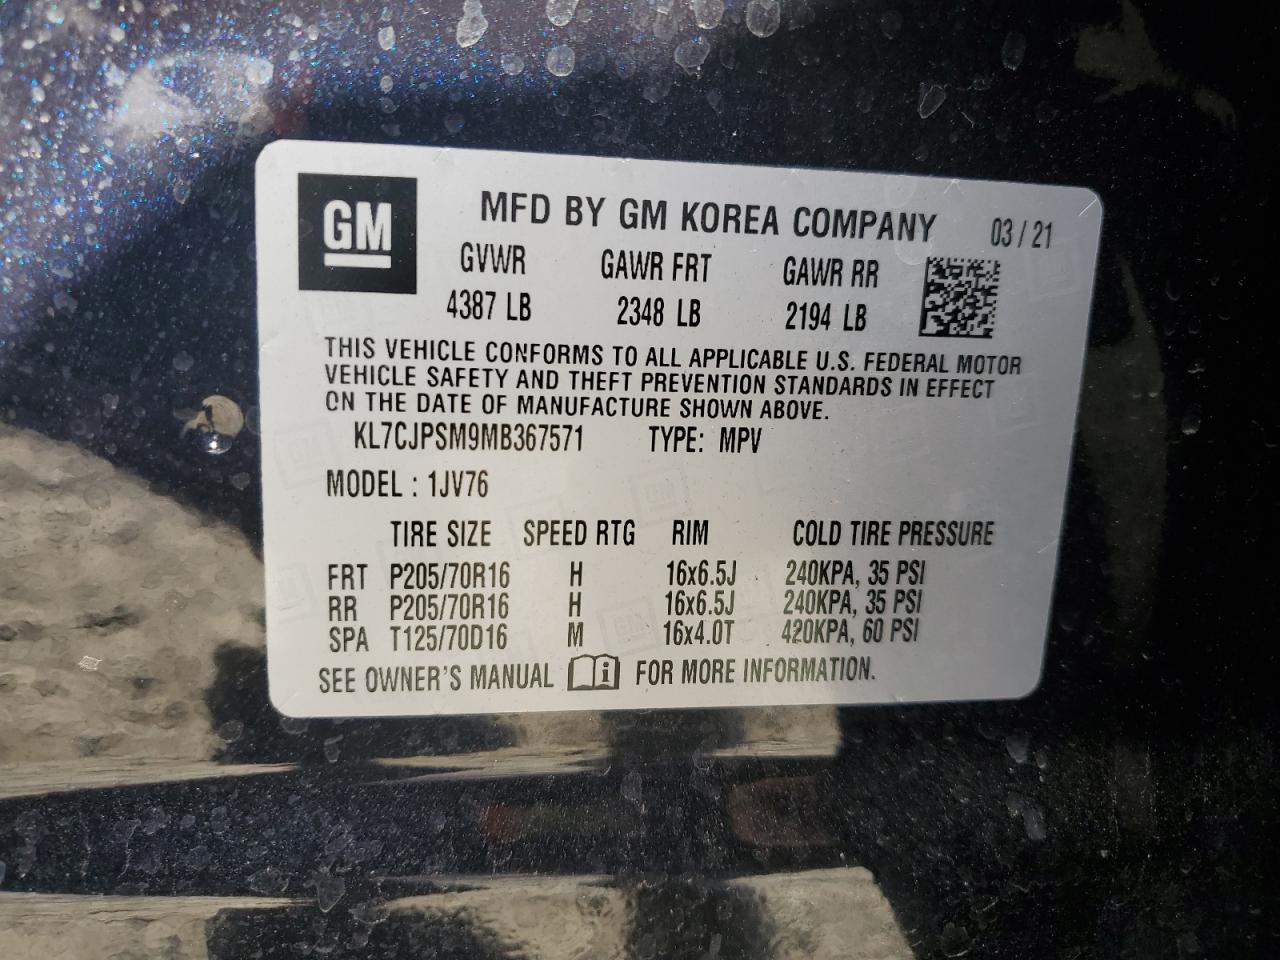 GM
MFD BY GM KOREA COMPANY 03 / 21
GVWR GAWR FRT GAWR RR
4387 LB 2348 LB 2194 LB
THIS VEHICLE CONFORMS TO ALL APPLICABLE U.S. FEDERAL MOTOR
VEHICLE SAFETY AND THEFT PREVENTION STANDARDS IN EFFECT
ON THE DATE OF MANUFACTURE SHOWN ABOVE.
KL7CJPSM9MB367571 TYPE: MPV
MODEL : 1JV76
TIRE SIZE SPEED RTG RIM COLD TIRE PRESSURE
FRT P205/70R16 H 16x6.5J 240KPA, 35 PSI
RR P205/70R16 H 16x6.5J 240KPA, 35 PSI
SPA T125/70D16 M 16x4.0T 420KPA, 60 PSI
SEE OWNER'S MANUAL FOR MORE INFORMATION.